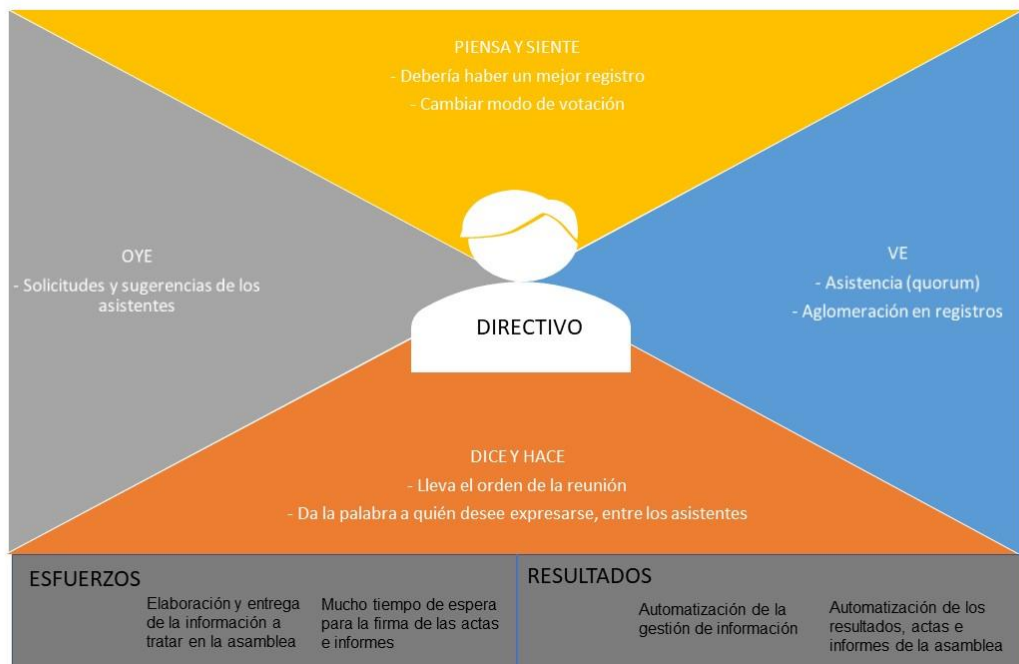 PIENSA Y SIENTE
- Debería haber un mejor registro
- Cambiar modo de votación
OYE
- Solicitudes y sugerencias de los
asistentes
VE
- Asistencia (quorum)
- Aglomeración en registros
DIRECTIVO
DICE Y HACE
- Lleva el orden de la reunión
- Da la palabra a quién desee expresarse, entre los asistentes
ESFUERZOS
Elaboración y entrega
de la información a
tratar en la asamblea
Mucho tiempo de espera
para la firma de las actas
e informes
RESULTADOS
Automatización de la
gestión de información
Automatización de los
resultados, actas e
informes de la asamblea